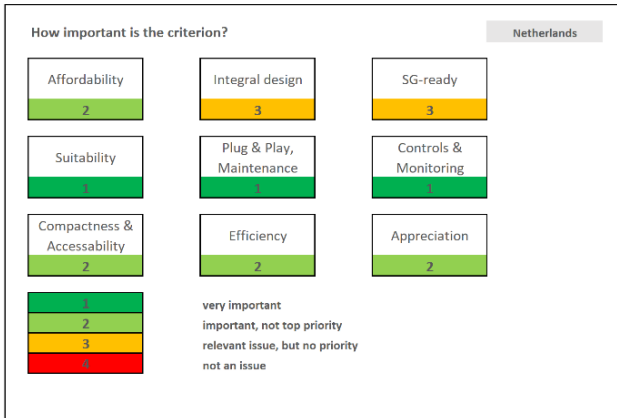 How important is the criterion?
Netherlands
Affordability
2
Integral design
3
SG-ready
3
Suitability
1
Plug & Play,
Maintenance
1
Controls &
Monitoring
1
Compactness &
Accessability
2
Efficiency
2
Appreciation
2
1 very important
2 important, not top priority
3 relevant issue, but no priority
4 not an issue